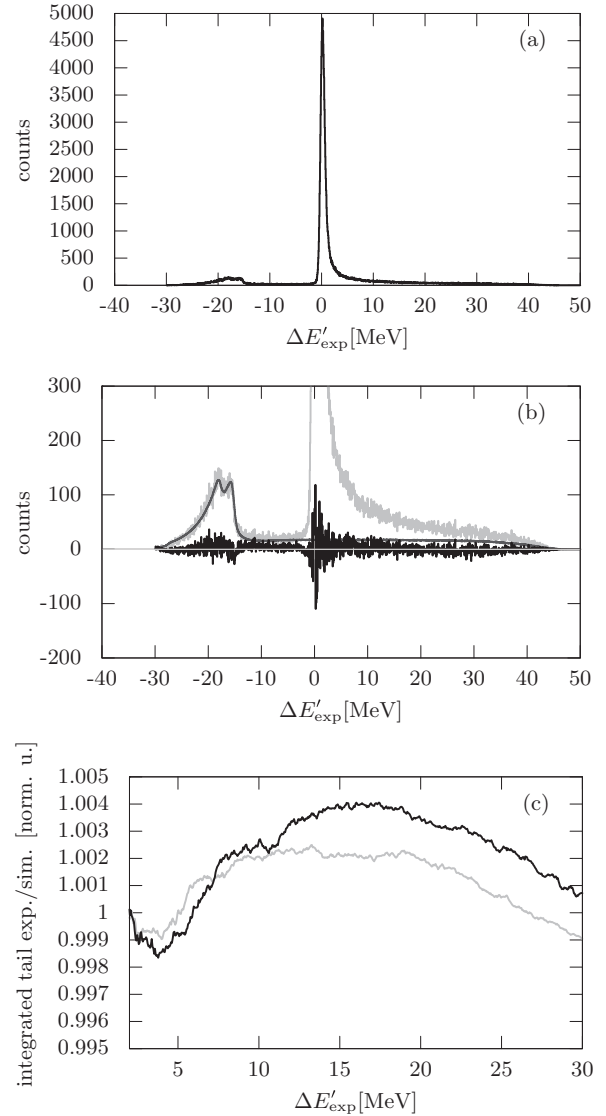 5000
4500
4000
3500
3000
2500
2000
1500
1000
500
0
counts
(a)
-40 -30 -20 -10 0 10 20 30 40 50
ΔE′exp[MeV]
300
200
100
0
-100
-200
counts
(b)
-40 -30 -20 -10 0 10 20 30 40 50
ΔE′exp[MeV]
1.005
1.004
1.003
1.002
1.001
1
0.999
0.998
0.997
0.996
0.995
integrated tail exp./sim. [norm. u.]
(c)
5 10 15 20 25 30
ΔE′exp[MeV]